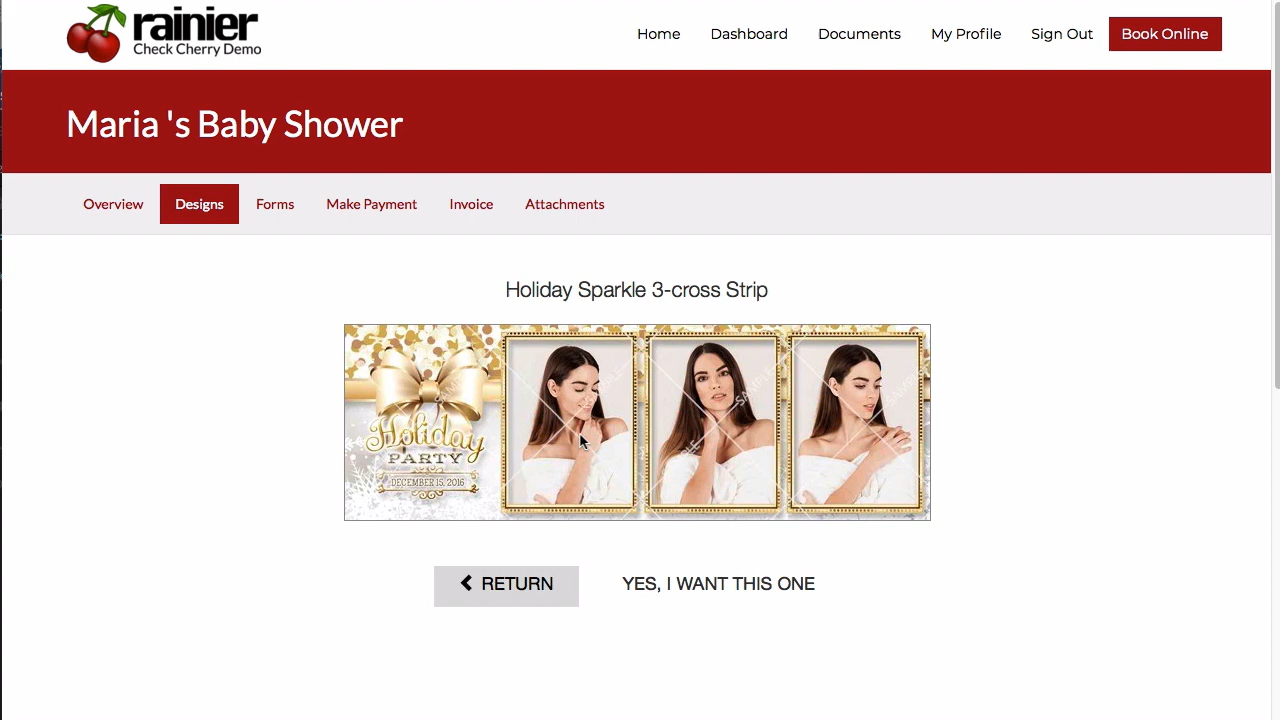 rainier
Check Cherry Demo
Home
Dashboard
Documents
My Profile
Sign Out
Book Online
Maria 's Baby Shower
Overview
Designs
Forms
Make Payment
Invoice
Attachments
Holiday Sparkle 3-cross Strip
Holiday
PARTY
DECEMBER 15, 2016
SAMPLE
RETURN
YES, I WANT THIS ONE